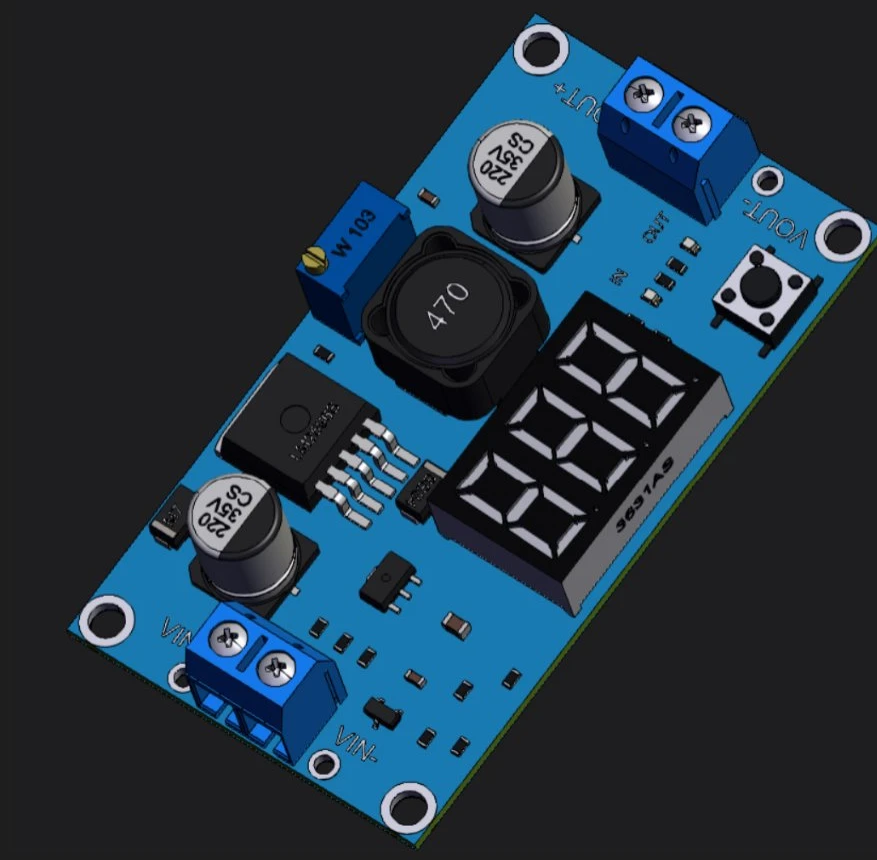 VOUT+
220
35V
CS
W 103
OUT
VOUT-
IN
470
3631AS
220
35V
CS
VIN
VIN-